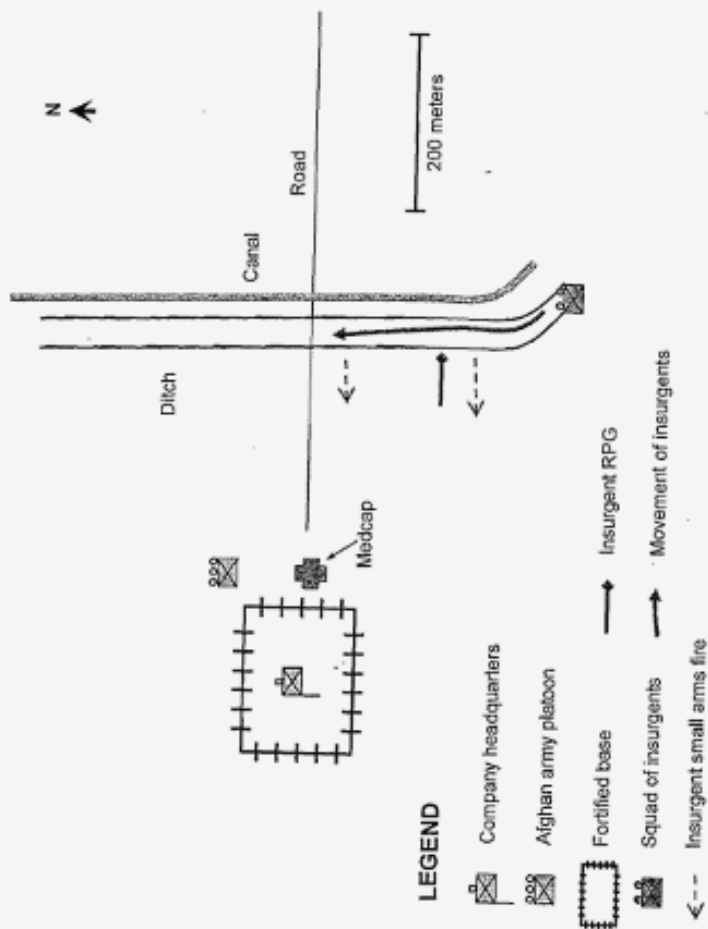 N
Canal
Road
Ditch
200 meters
Medcap
LEGEND
Company headquarters
Afghan army platoon
Fortified base
Squad of insurgents
Insurgent small arms fire
Insurgent RPG
Movement of insurgents